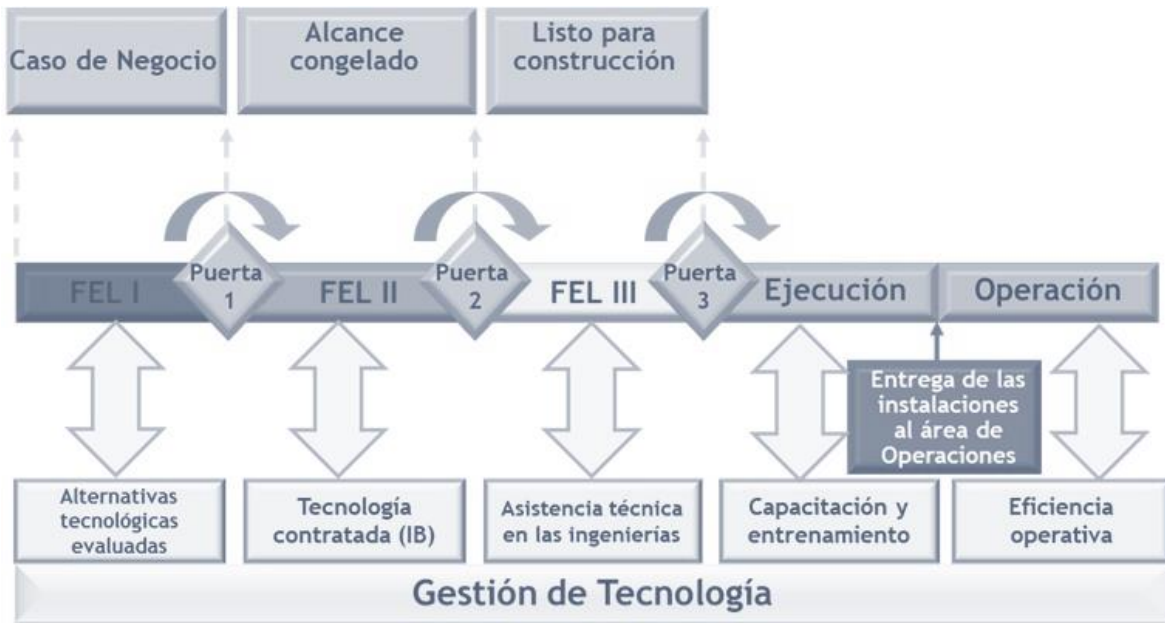 Caso de Negocio
Alcance
congelado
Listo para
construcción
FEL I
Puerta
1
FEL II
Puerta
2
FEL III
Puerta
3
Ejecución
Operación
Entrega de las
instalaciones
al área de
Operaciones
Alternativas
tecnológicas
evaluadas
Tecnología
contratada (IB)
Asistencia técnica
en las ingenierías
Capacitación y
entrenamiento
Eficiencia
operativa
Gestión de Tecnología